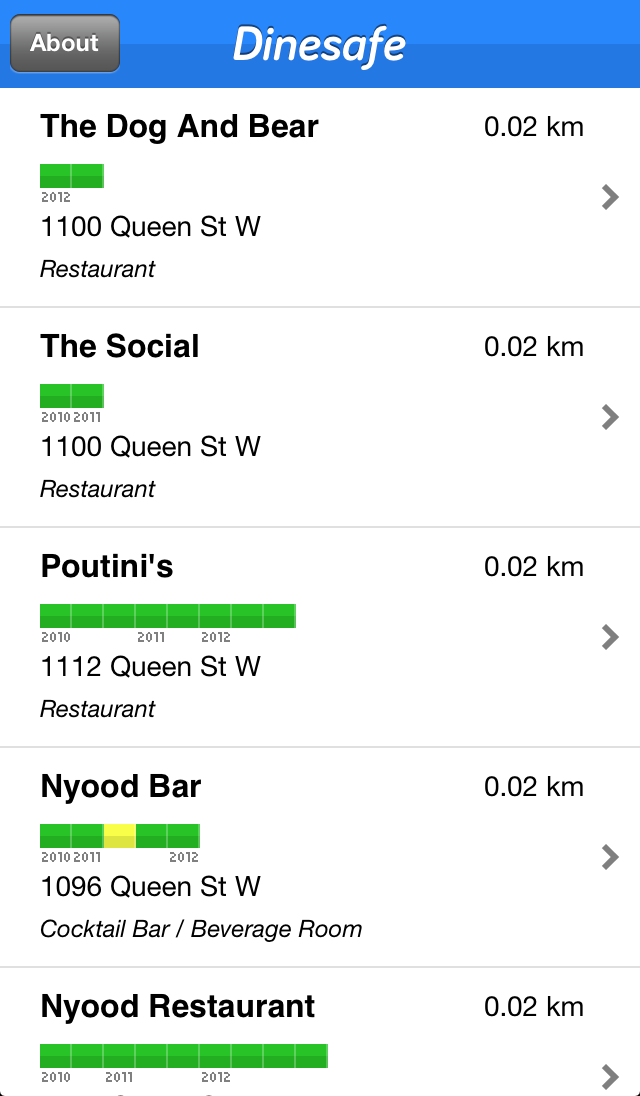 About
Dinesafe
The Dog And Bear 0.02 km
2012
1100 Queen St W
Restaurant
The Social 0.02 km
2010 2011
1100 Queen St W
Restaurant
Poutini's 0.02 km
2010 2011 2012
1112 Queen St W
Restaurant
Nyood Bar 0.02 km
2010 2011 2012
1096 Queen St W
Cocktail Bar / Beverage Room
Nyood Restaurant 0.02 km
2010 2011 2012